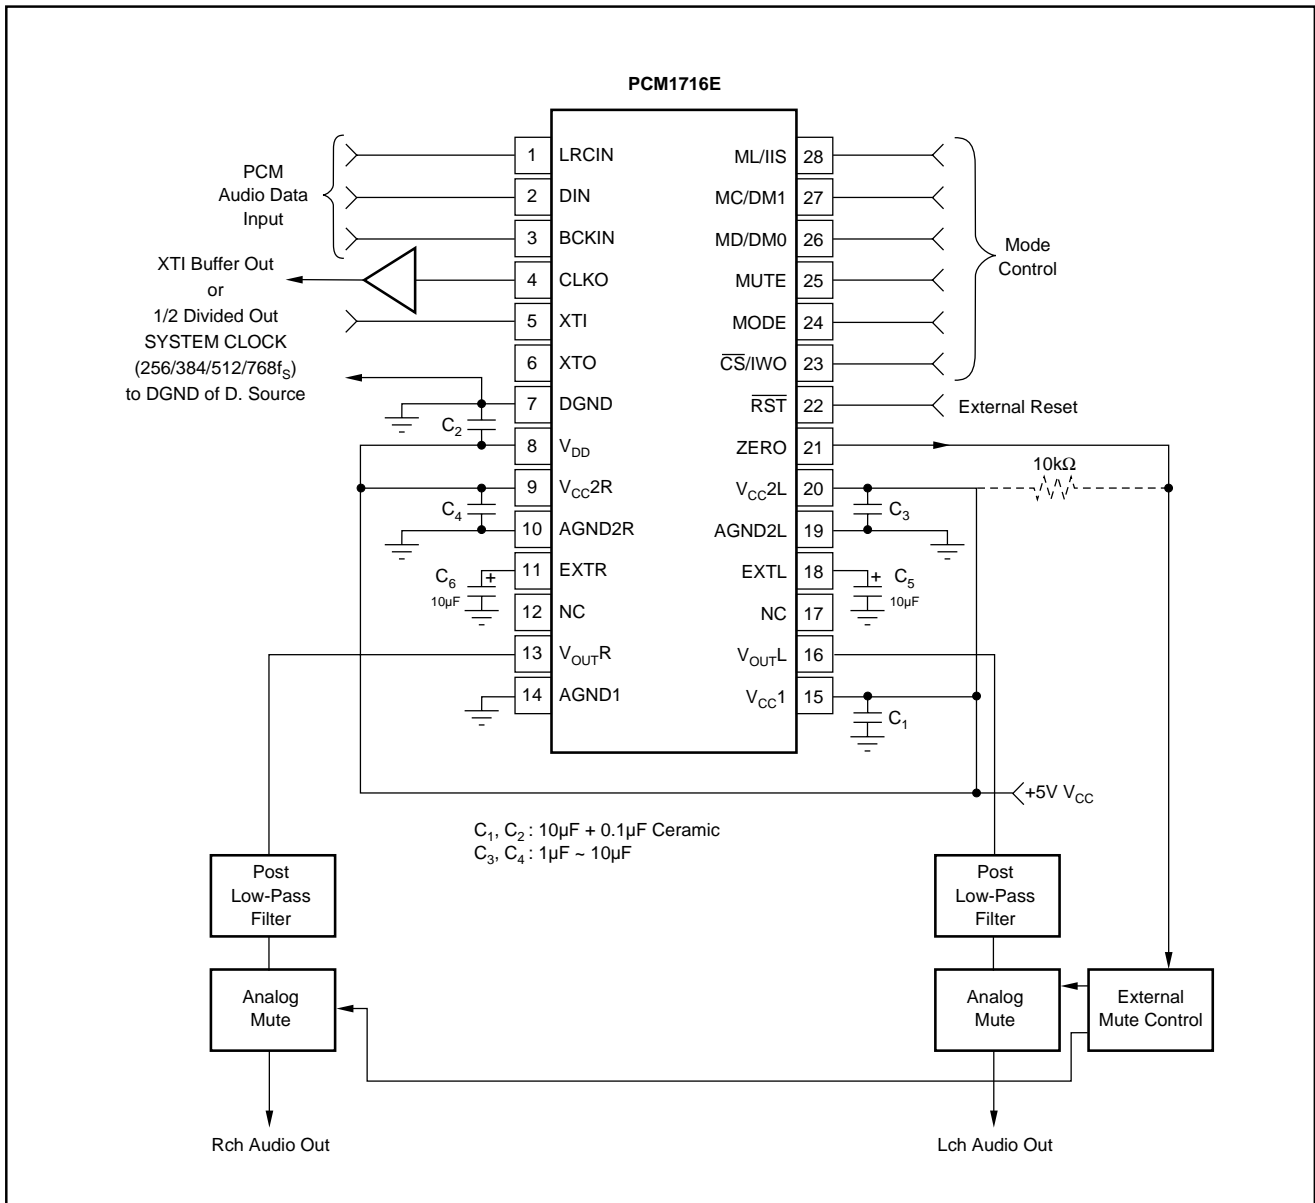 PCM1716E
PCM
Audio Data
Input
XTI Buffer Out
or
1/2 Divided Out
SYSTEM CLOCK
(256/384/512/768fS)
to DGND of D. Source
1 LRCIN
2 DIN
3 BCKIN
4 CLKO
5 XTI
6 XTO
7 DGND
C2
8 VDD
9 VCC2R
C4
10 AGND2R
11 EXTR
C6
+
10µF
12 NC
13 VOUTR
14 AGND1
ML/IIS 28
MC/DM1 27
MD/DM0 26
MUTE 25
MODE 24
C̅S̅/IWO 23
Mode
Control
R̅S̅T̅ 22
External Reset
ZERO 21
10kΩ
VCC2L 20
C3
AGND2L 19
EXTL 18
+
C5
10µF
NC 17
VOUTL 16
VCC1 15
C1
+5V VCC
C1, C2 : 10µF + 0.1µF Ceramic
C3, C4 : 1µF ~ 10µF
Post
Low-Pass
Filter
Analog
Mute
Rch Audio Out
Post
Low-Pass
Filter
Analog
Mute
External
Mute Control
Lch Audio Out